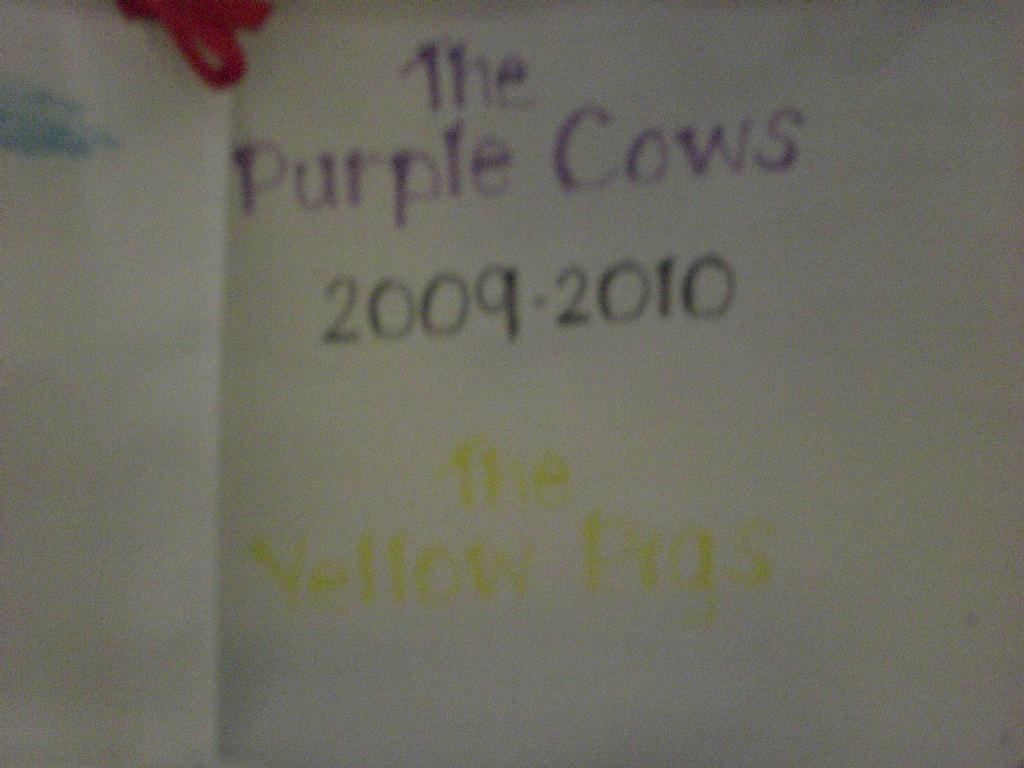 The
Purple Cows
2009-2010
The
Yellow Pigs